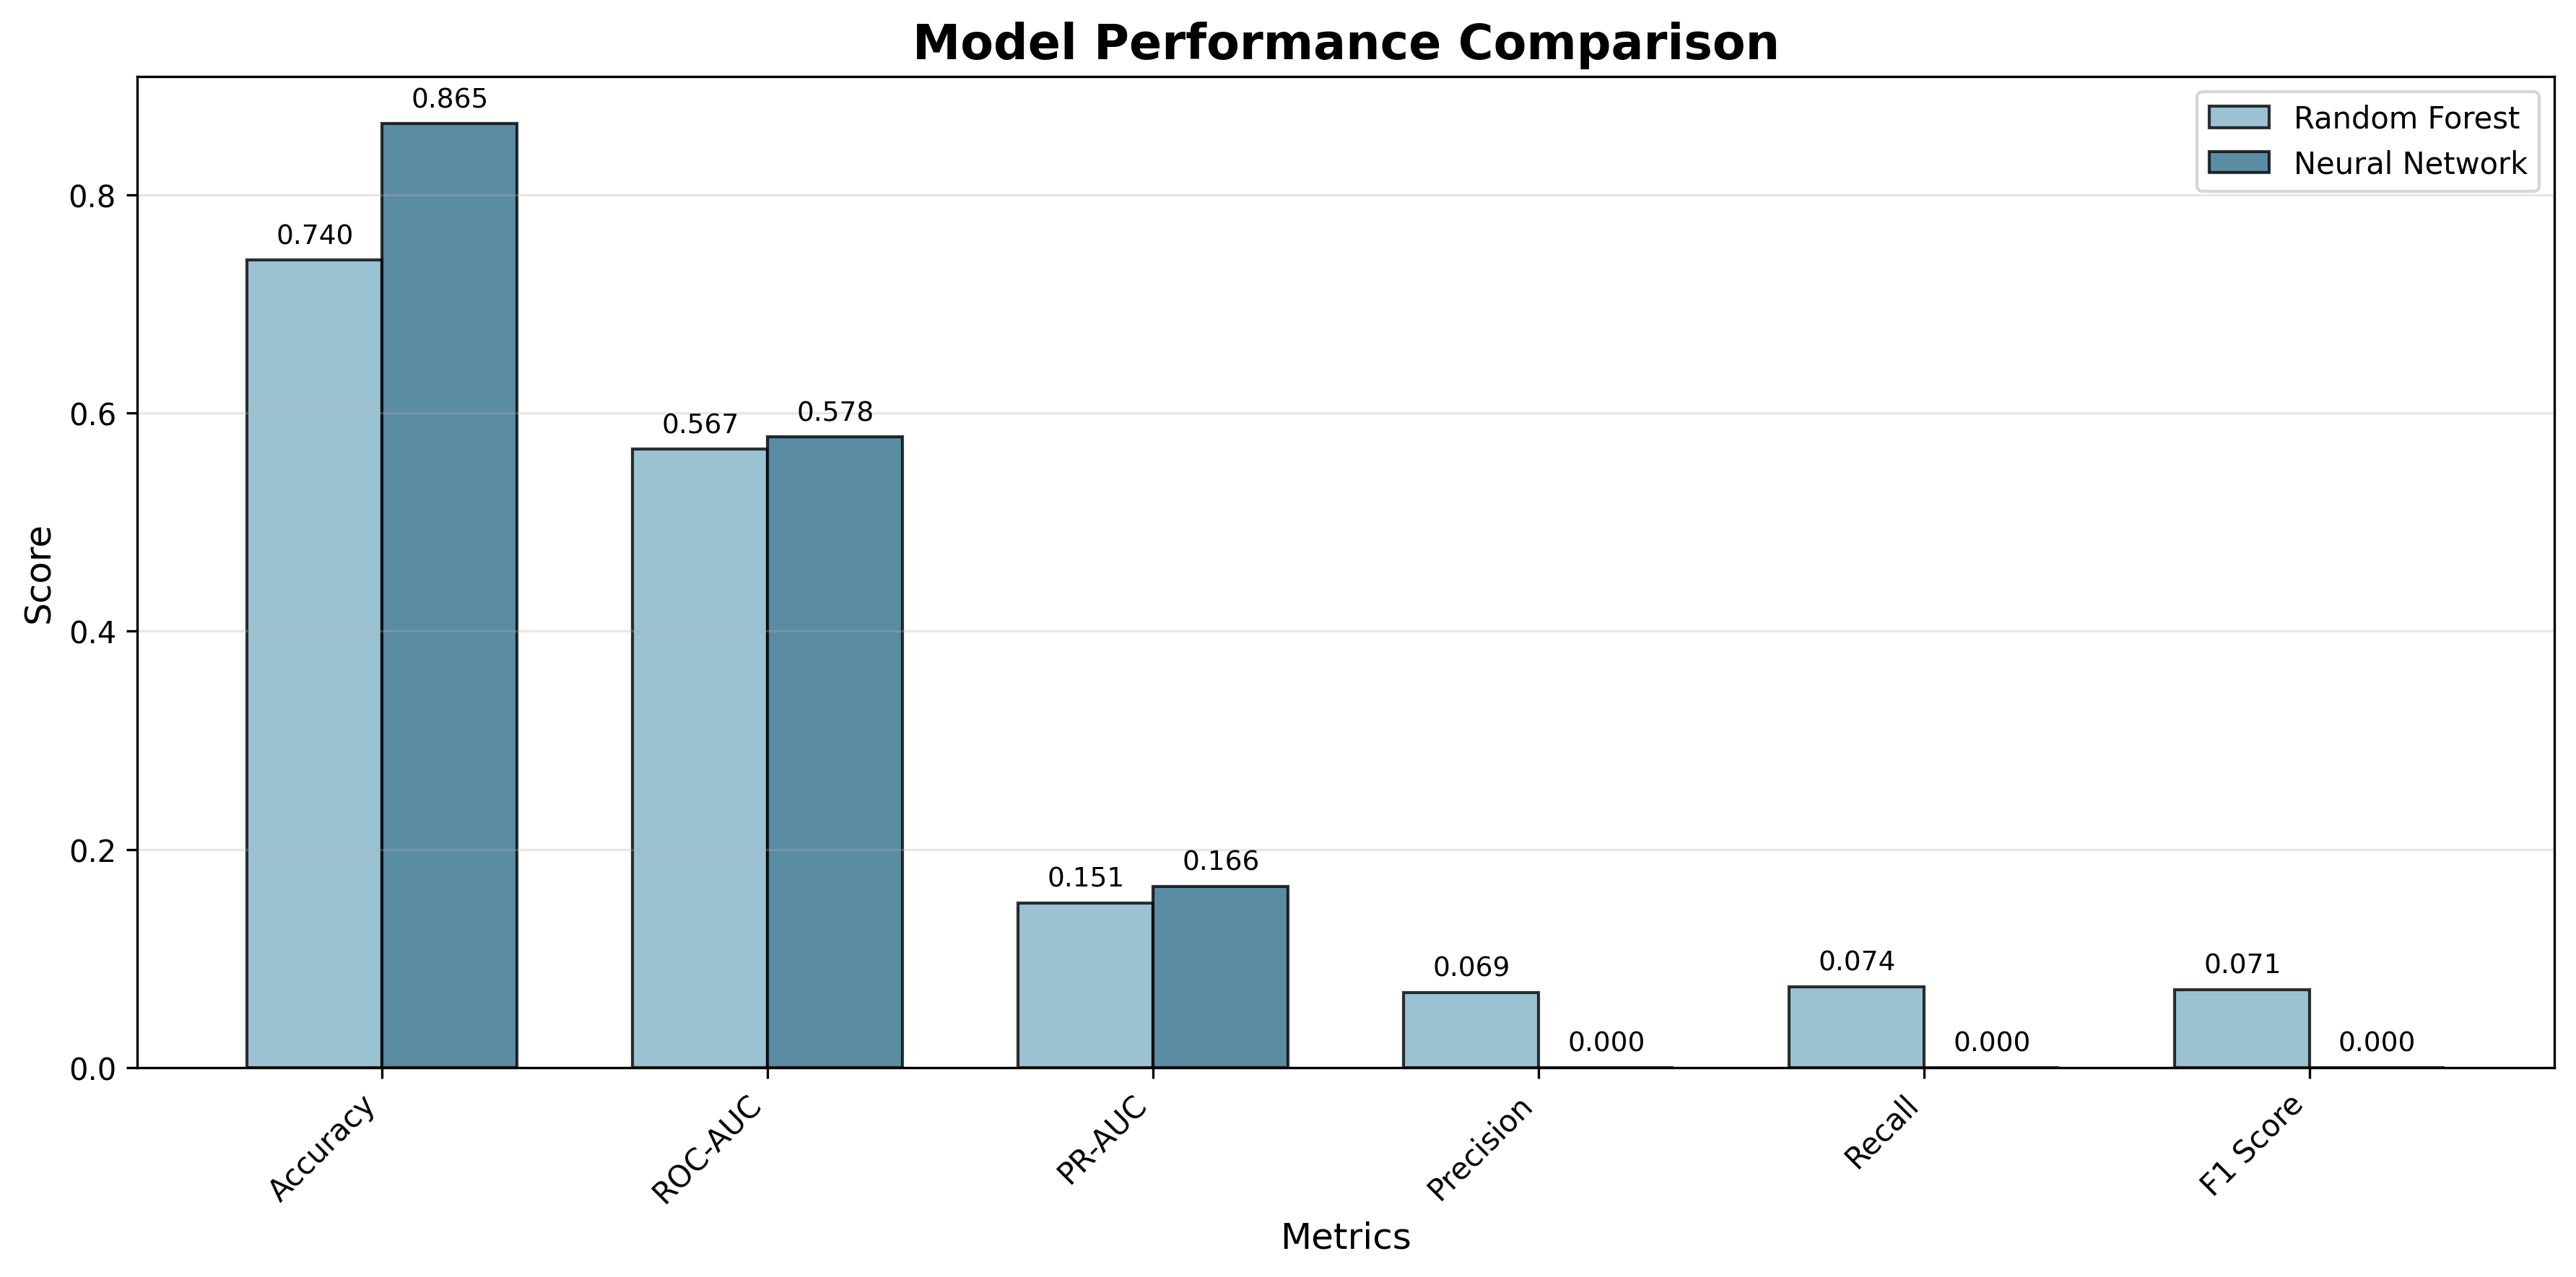 Model Performance Comparison
Random Forest
Neural Network
Score
0.8
0.6
0.4
0.2
0.0
0.740
0.865
0.567
0.578
0.151
0.166
0.069
0.000
0.074
0.000
0.071
0.000
Accuracy
ROC-AUC
PR-AUC
Precision
Recall
F1 Score
Metrics